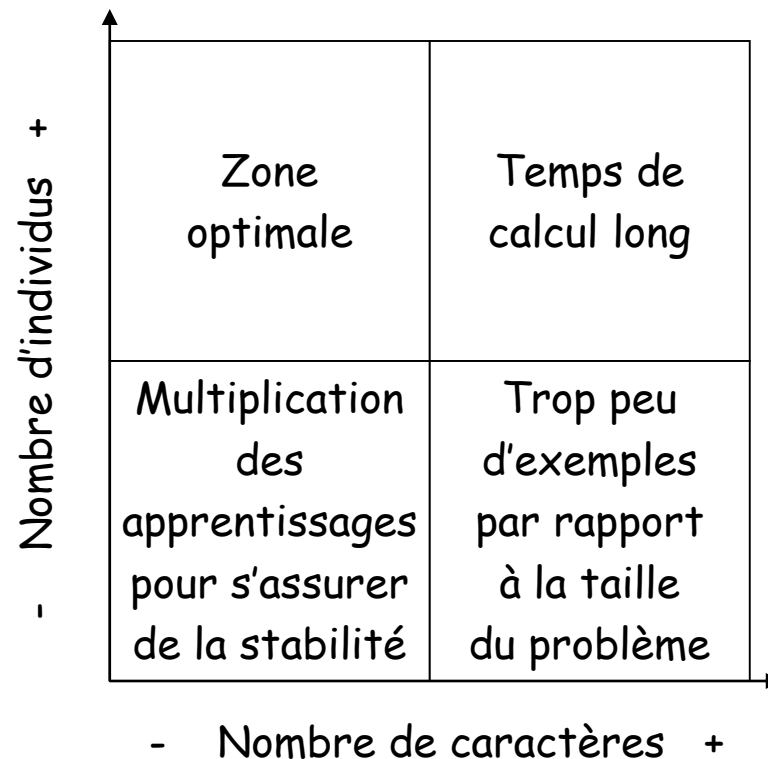 Zone
optimale
Temps de
calcul long
Multiplication
des
apprentissages
pour s'assurer
de la stabilité
Trop peu
d'exemples
par rapport
à la taille
du problème
- Nombre d'individus +
- Nombre de caractères +